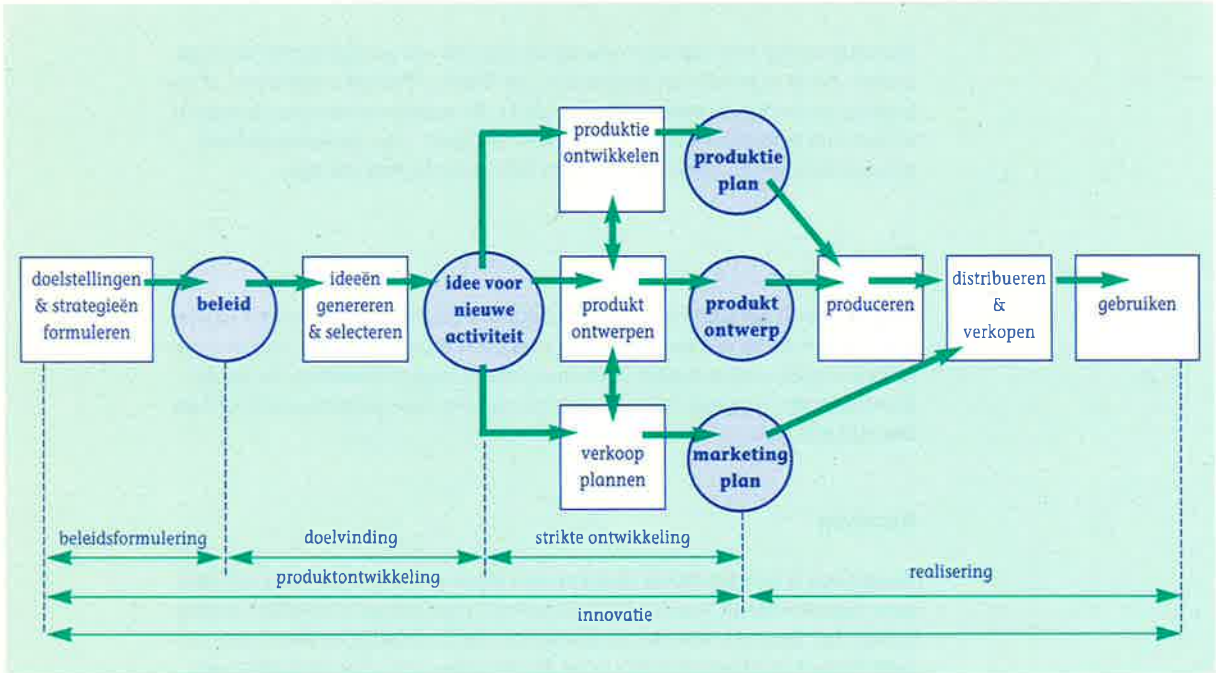 produktie
ontwikkelen
produktie
plan
doelstellingen
& strategieën
formuleren
beleid
ideeën
genereren
& selecteren
idee voor
nieuwe
activiteit
produkt
ontwerpen
produkt
ontwerp
produceren
distribueren
&
verkopen
gebruiken
verkoop
plannen
marketing
plan
beleidsformulering
doelvinding
strikte ontwikkeling
produktontwikkeling
realisering
innovatie